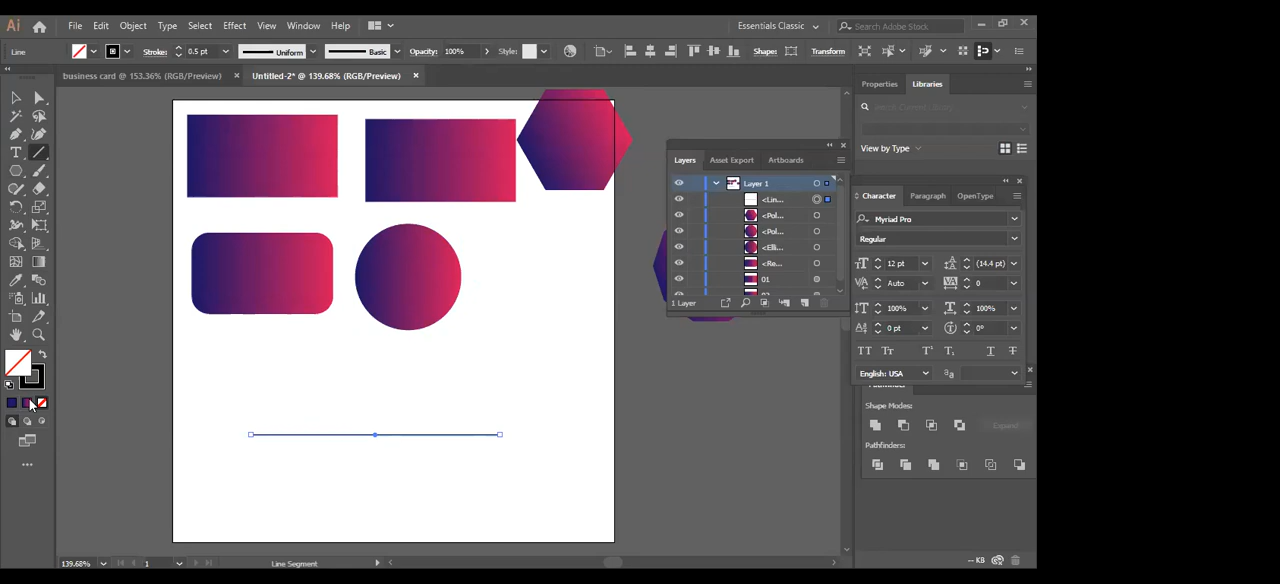 Ai File Edit Object Type Select Effect View Window Help Essentials Classic Search Adobe Stock
Line Stroke: 0.5 pt Uniform Basic Opacity: 100% Style: Shape: Transform
business card @ 153.36% (RGB/Preview) × Untitled-2* @ 139.68% (RGB/Preview) ×
Properties Libraries
View by Type
Layers Asset Export Artboards
Layer 1
<Lin...
<Pol...
<Pol...
<Elli...
<Re...
01
1 Layer
Character Paragraph OpenType
Myriad Pro
Regular
12 pt (14.4 pt)
Auto 0
100% 100%
0 pt 0°
English: USA
Shape Modes:
Expand
Pathfinders:
139.68% 1 Line Segment
-- KB